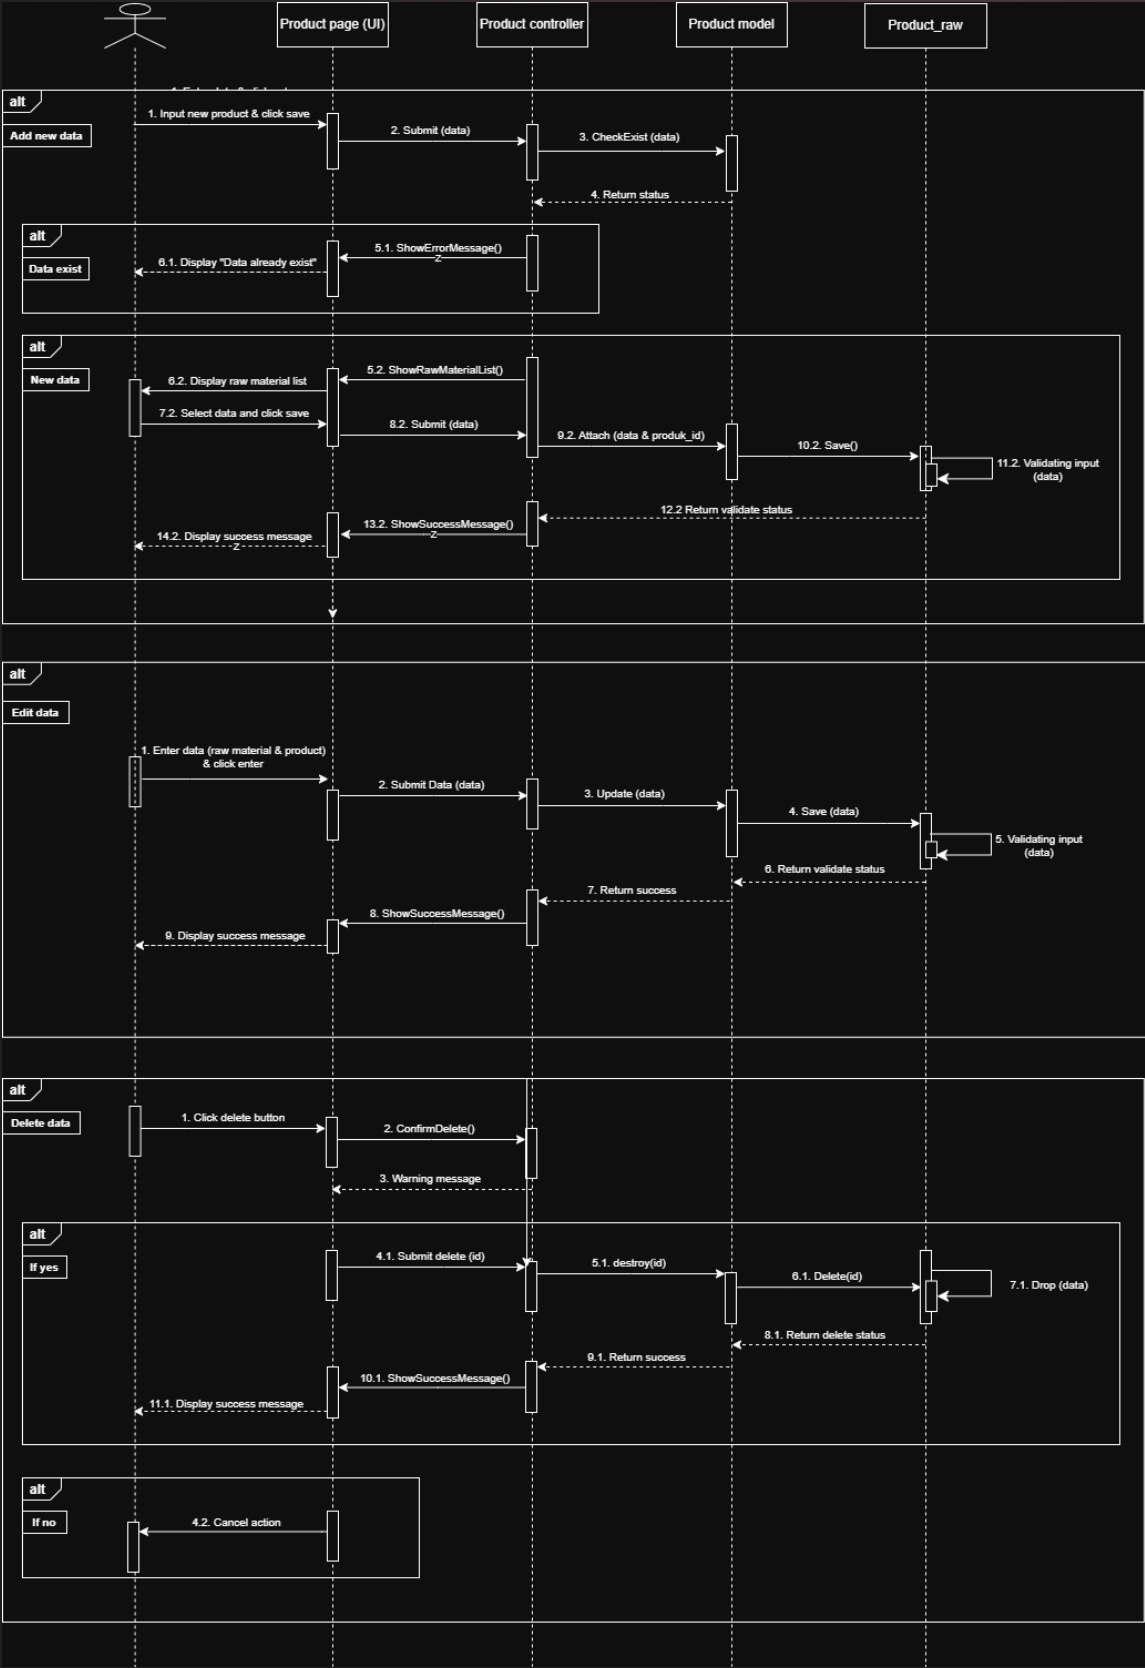 Product page (UI)
Product controller
Product model
Product_raw
alt
Add new data
1. Input new product & click save
2. Submit (data)
3. CheckExist (data)
4. Return status
alt
Data exist
5.1. ShowErrorMessage()
Z
6.1. Display "Data already exist"
alt
New data
5.2. ShowRawMaterialList()
6.2. Display raw material list
7.2. Select data and click save
8.2. Submit (data)
9.2. Attach (data & produk_id)
10.2. Save()
11.2. Validating input
(data)
12.2 Return validate status
13.2. ShowSuccessMessage()
Z
14.2. Display success message
Z
alt
Edit data
1. Enter data (raw material & product)
& click enter
2. Submit Data (data)
3. Update (data)
4. Save (data)
5. Validating input
(data)
6. Return validate status
7. Return success
8. ShowSuccessMessage()
9. Display success message
alt
Delete data
1. Click delete button
2. ConfirmDelete()
3. Warning message
alt
If yes
4.1. Submit delete (id)
5.1. destroy(id)
6.1. Delete(id)
7.1. Drop (data)
8.1. Return delete status
9.1. Return success
10.1. ShowSuccessMessage()
11.1. Display success message
alt
If no
4.2. Cancel action